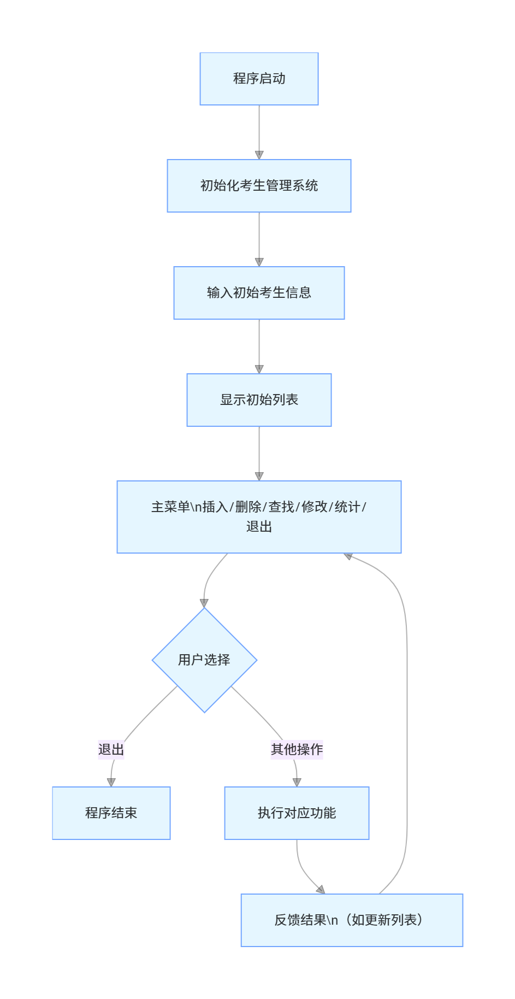 程序启动
初始化考生管理系统
输入初始考生信息
显示初始列表
主菜单\n插入/删除/查找/修改/统计/
退出
用户选择
退出
其他操作
程序结束
执行对应功能
反馈结果\n（如更新列表）